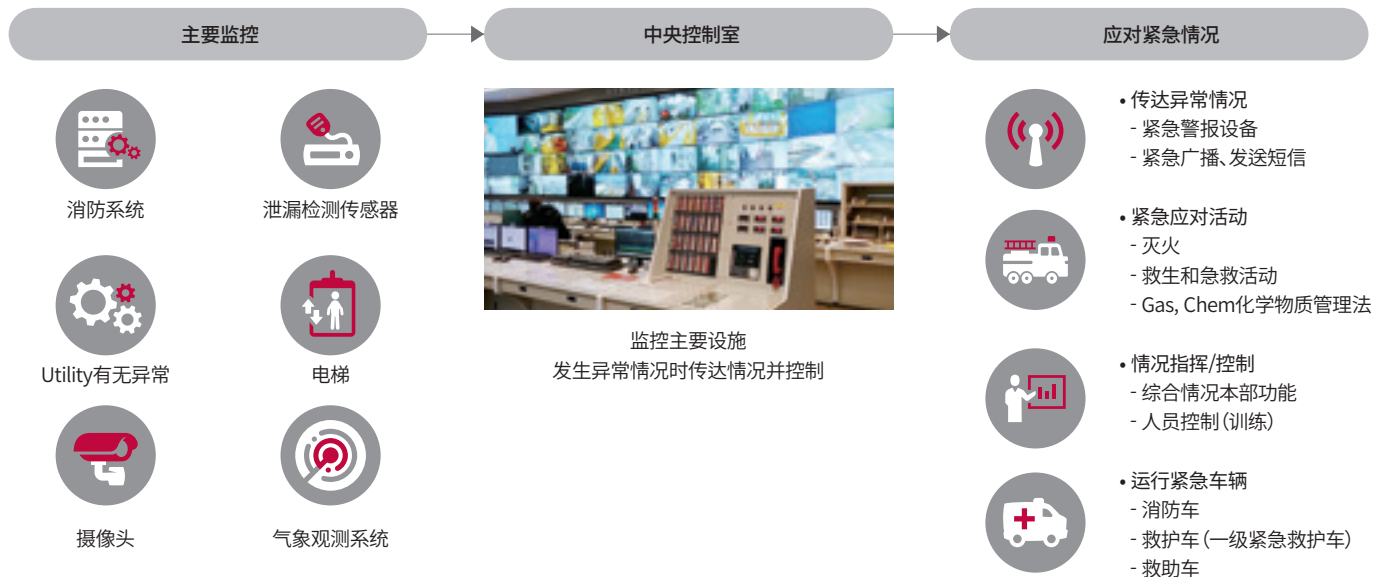 主要监控
中央控制室
应对紧急情况
消防系统
泄漏检测传感器
Utility有无异常
电梯
摄像头
气象观测系统
监控主要设施
发生异常情况时传达情况并控制
• 传达异常情况
- 紧急警报设备
- 紧急广播、发送短信
• 紧急应对活动
- 灭火
- 救生和急救活动
- Gas, Chem化学物质管理法
• 情况指挥/控制
- 综合情况本部功能
- 人员控制（训练）
• 运行紧急车辆
- 消防车
- 救护车（一级紧急救护车）
- 救助车